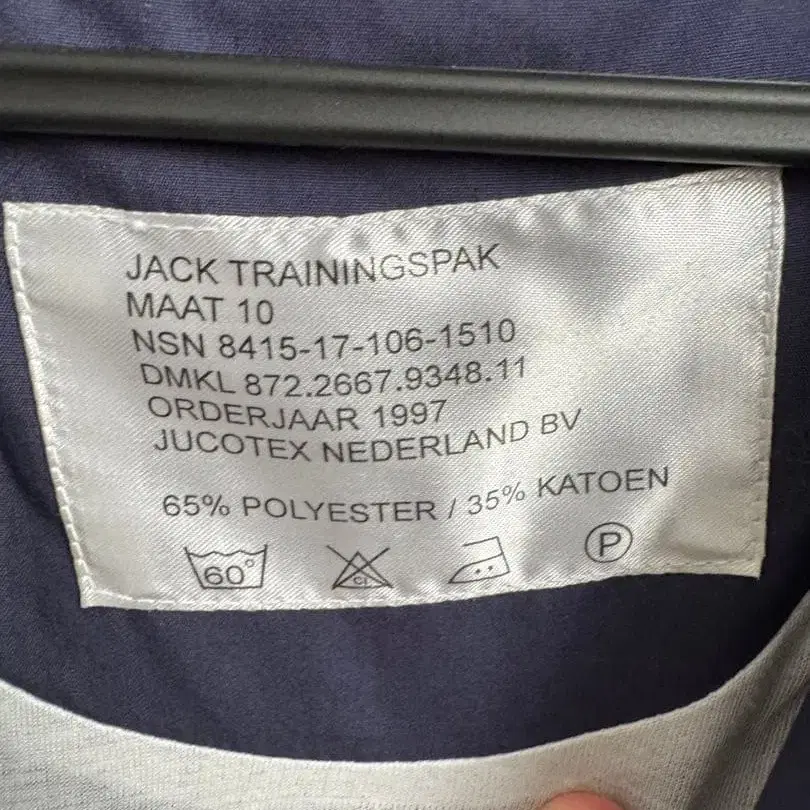 JACK TRAININGSPAK
MAAT 10
NSN 8415-17-106-1510
DMKL 872.2667.9348.11
ORDERJAAR 1997
JUCOTEX NEDERLAND BV
65% POLYESTER / 35% KATOEN
60° CL P